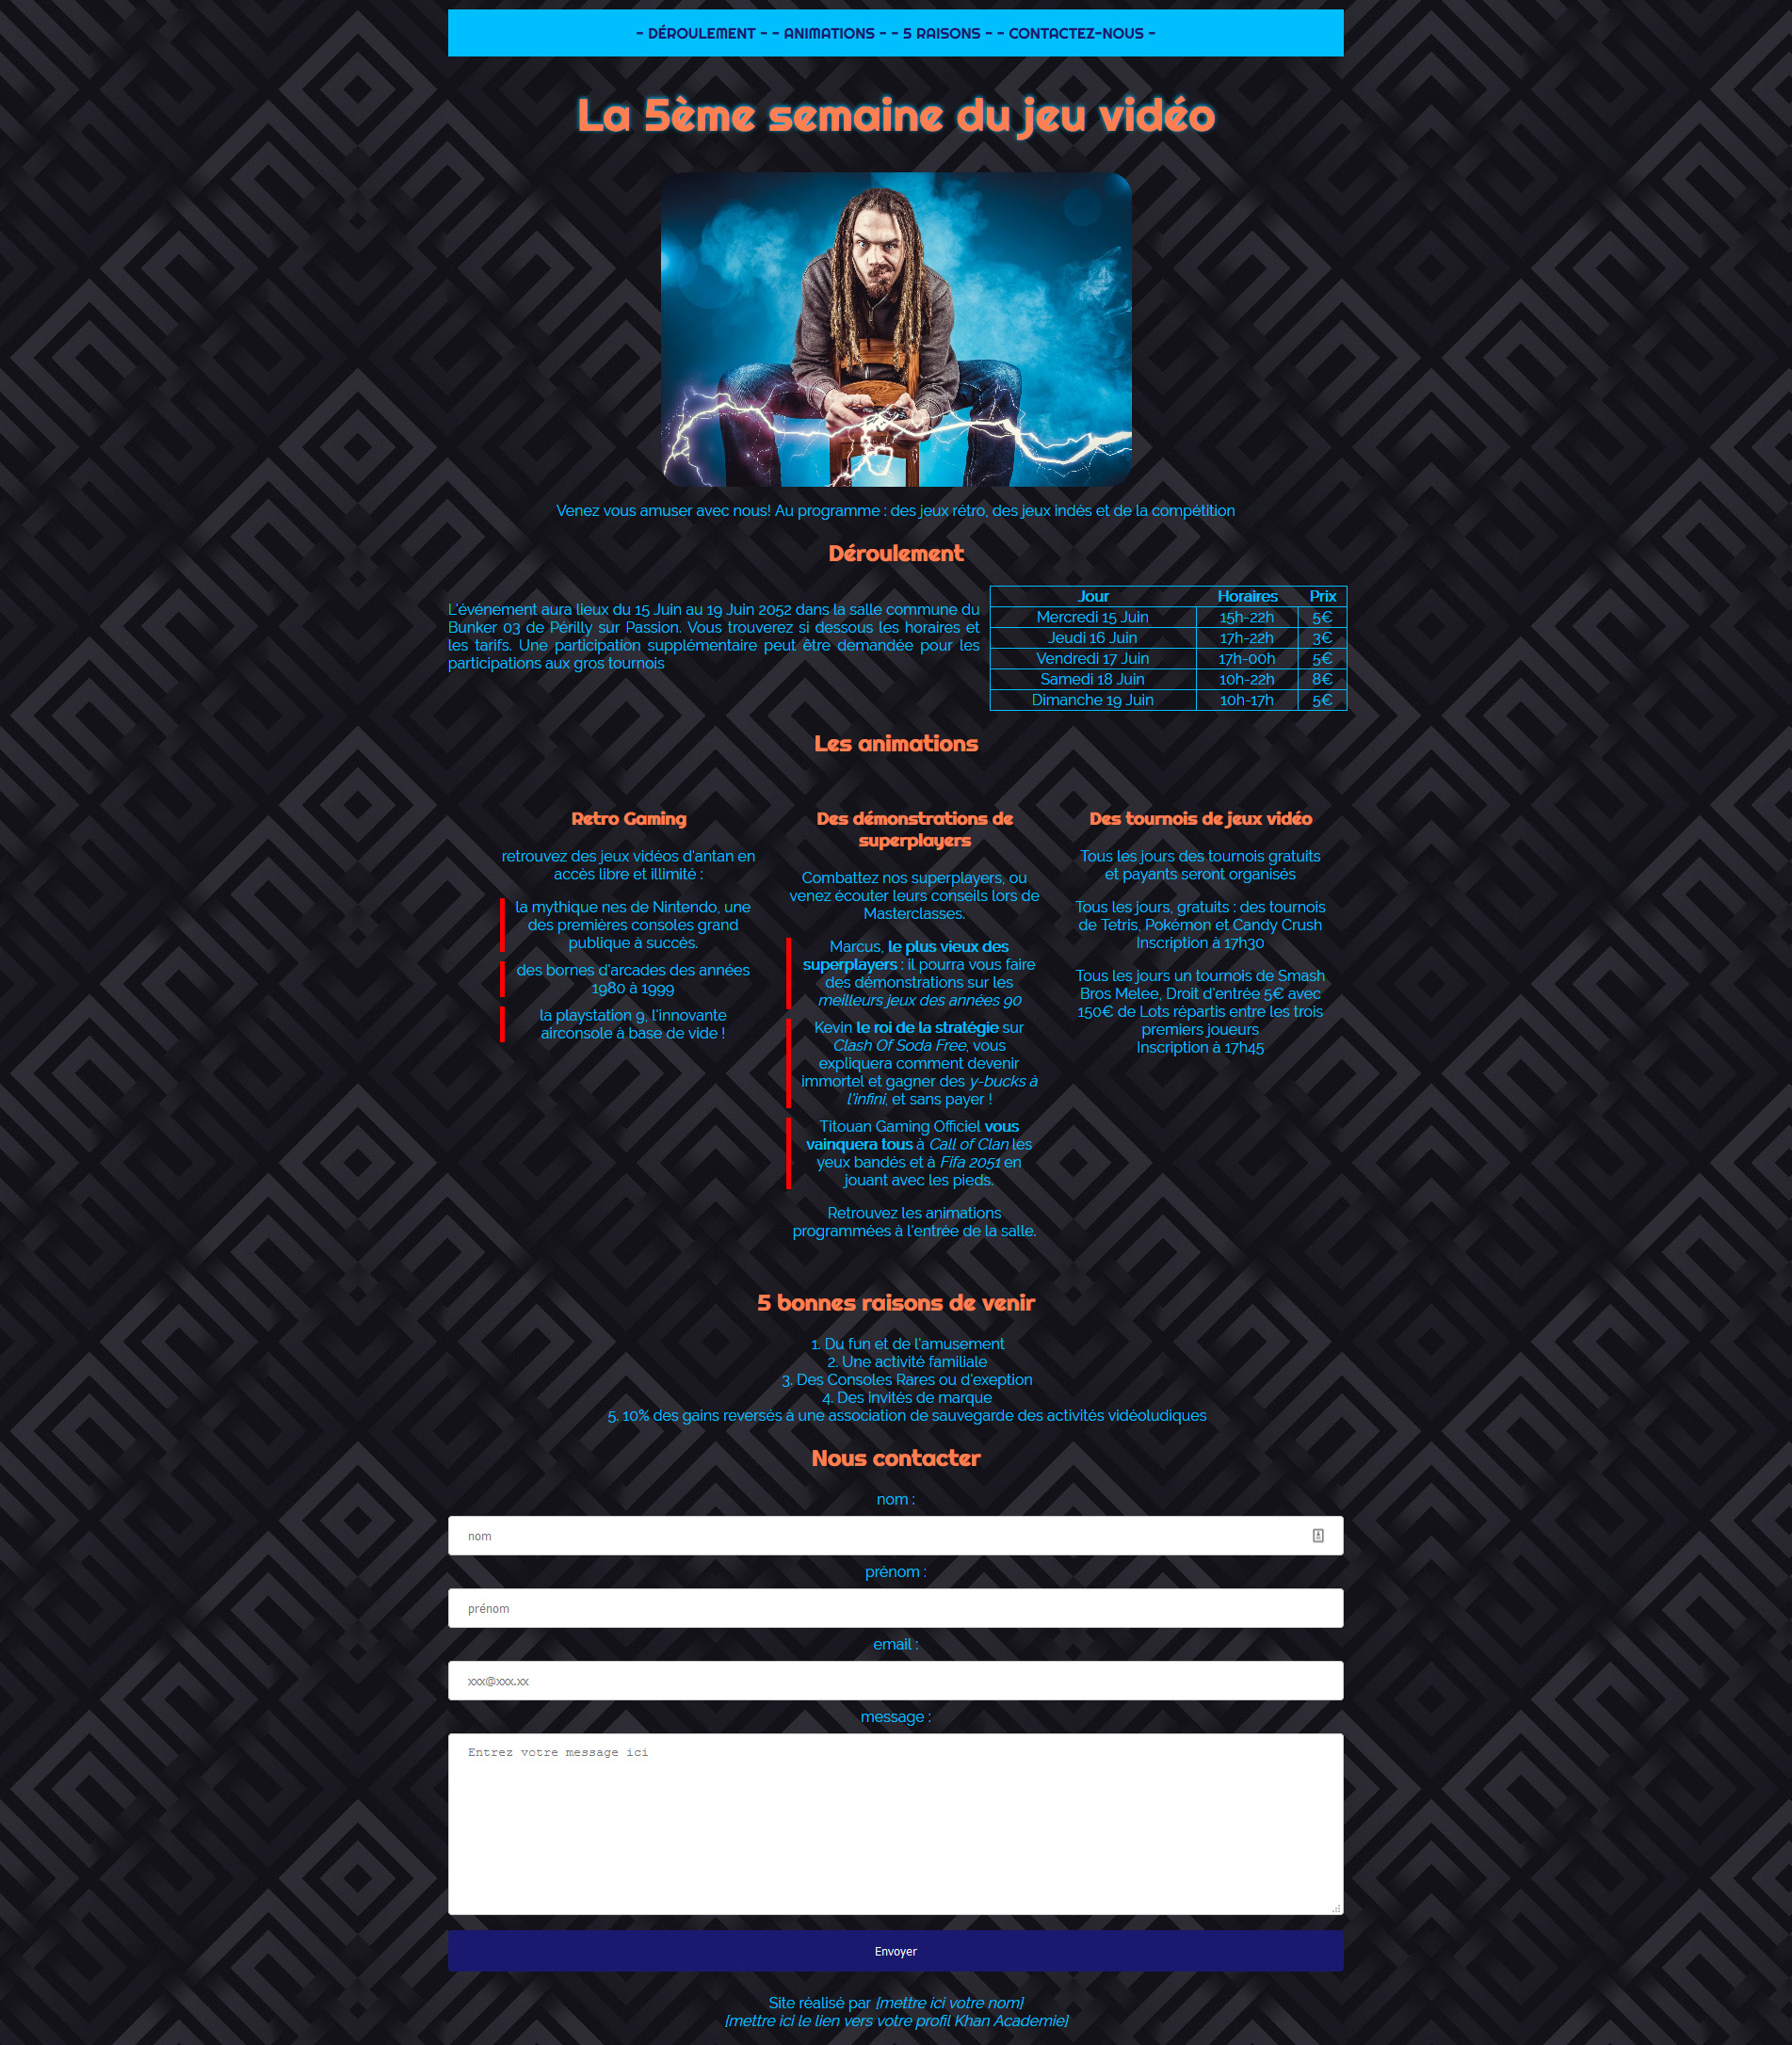 - DÉROULEMENT - - ANIMATIONS - - 5 RAISONS - - CONTACTEZ-NOUS -
La 5ème semaine du jeu vidéo
Venez vous amuser avec nous! Au programme : des jeux rétro, des jeux indés et de la compétition
Déroulement
L'événement aura lieux du 15 Juin au 19 Juin 2052 dans la salle commune du
Bunker 03 de Périlly sur Passion. Vous trouverez si dessous les horaires et
les tarifs. Une participation supplémentaire peut être demandée pour les
participations aux gros tournois
Jour Horaires Prix
Mercredi 15 Juin 15h-22h 5€
Jeudi 16 Juin 17h-22h 3€
Vendredi 17 Juin 17h-00h 5€
Samedi 18 Juin 10h-22h 8€
Dimanche 19 Juin 10h-17h 5€
Les animations
Retro Gaming
retrouvez des jeux vidéos d'antan en
accès libre et illimité :
la mythique nes de Nintendo, une
des premières consoles grand
publique à succès.
des bornes d'arcades des années
1980 à 1999
la playstation 9, l'innovante
airconsole à base de vide !
Des démonstrations de
superplayers
Combattez nos superplayers, ou
venez écouter leurs conseils lors de
Masterclasses.
Marcus, le plus vieux des
superplayers : il pourra vous faire
des démonstrations sur les
meilleurs jeux des années 90
Kevin le roi de la stratégie sur
Clash Of Soda Free, vous
expliquera comment devenir
immortel et gagner des y-bucks à
l'infini, et sans payer !
Titouan Gaming Officiel vous
vainquera tous à Call of Clan les
yeux bandés et à Fifa 2051 en
jouant avec les pieds.
Retrouvez les animations
programmées à l'entrée de la salle.
Des tournois de jeux vidéo
Tous les jours des tournois gratuits
et payants seront organisés
Tous les jours, gratuits : des tournois
de Tetris, Pokémon et Candy Crush
Inscription à 17h30
Tous les jours un tournois de Smash
Bros Melee, Droit d'entrée 5€ avec
150€ de Lots répartis entre les trois
premiers joueurs
Inscription à 17h45
5 bonnes raisons de venir
1. Du fun et de l'amusement
2. Une activité familiale
3. Des Consoles Rares ou d'exeption
4. Des invités de marque
5. 10% des gains reversés à une association de sauvegarde des activités vidéoludiques
Nous contacter
nom :
nom
prénom :
prénom
email :
xxx@xxx.xx
message :
Entrez votre message ici
Envoyer
Site réalisé par [mettre ici votre nom]
[mettre ici le lien vers votre profil Khan Academie]